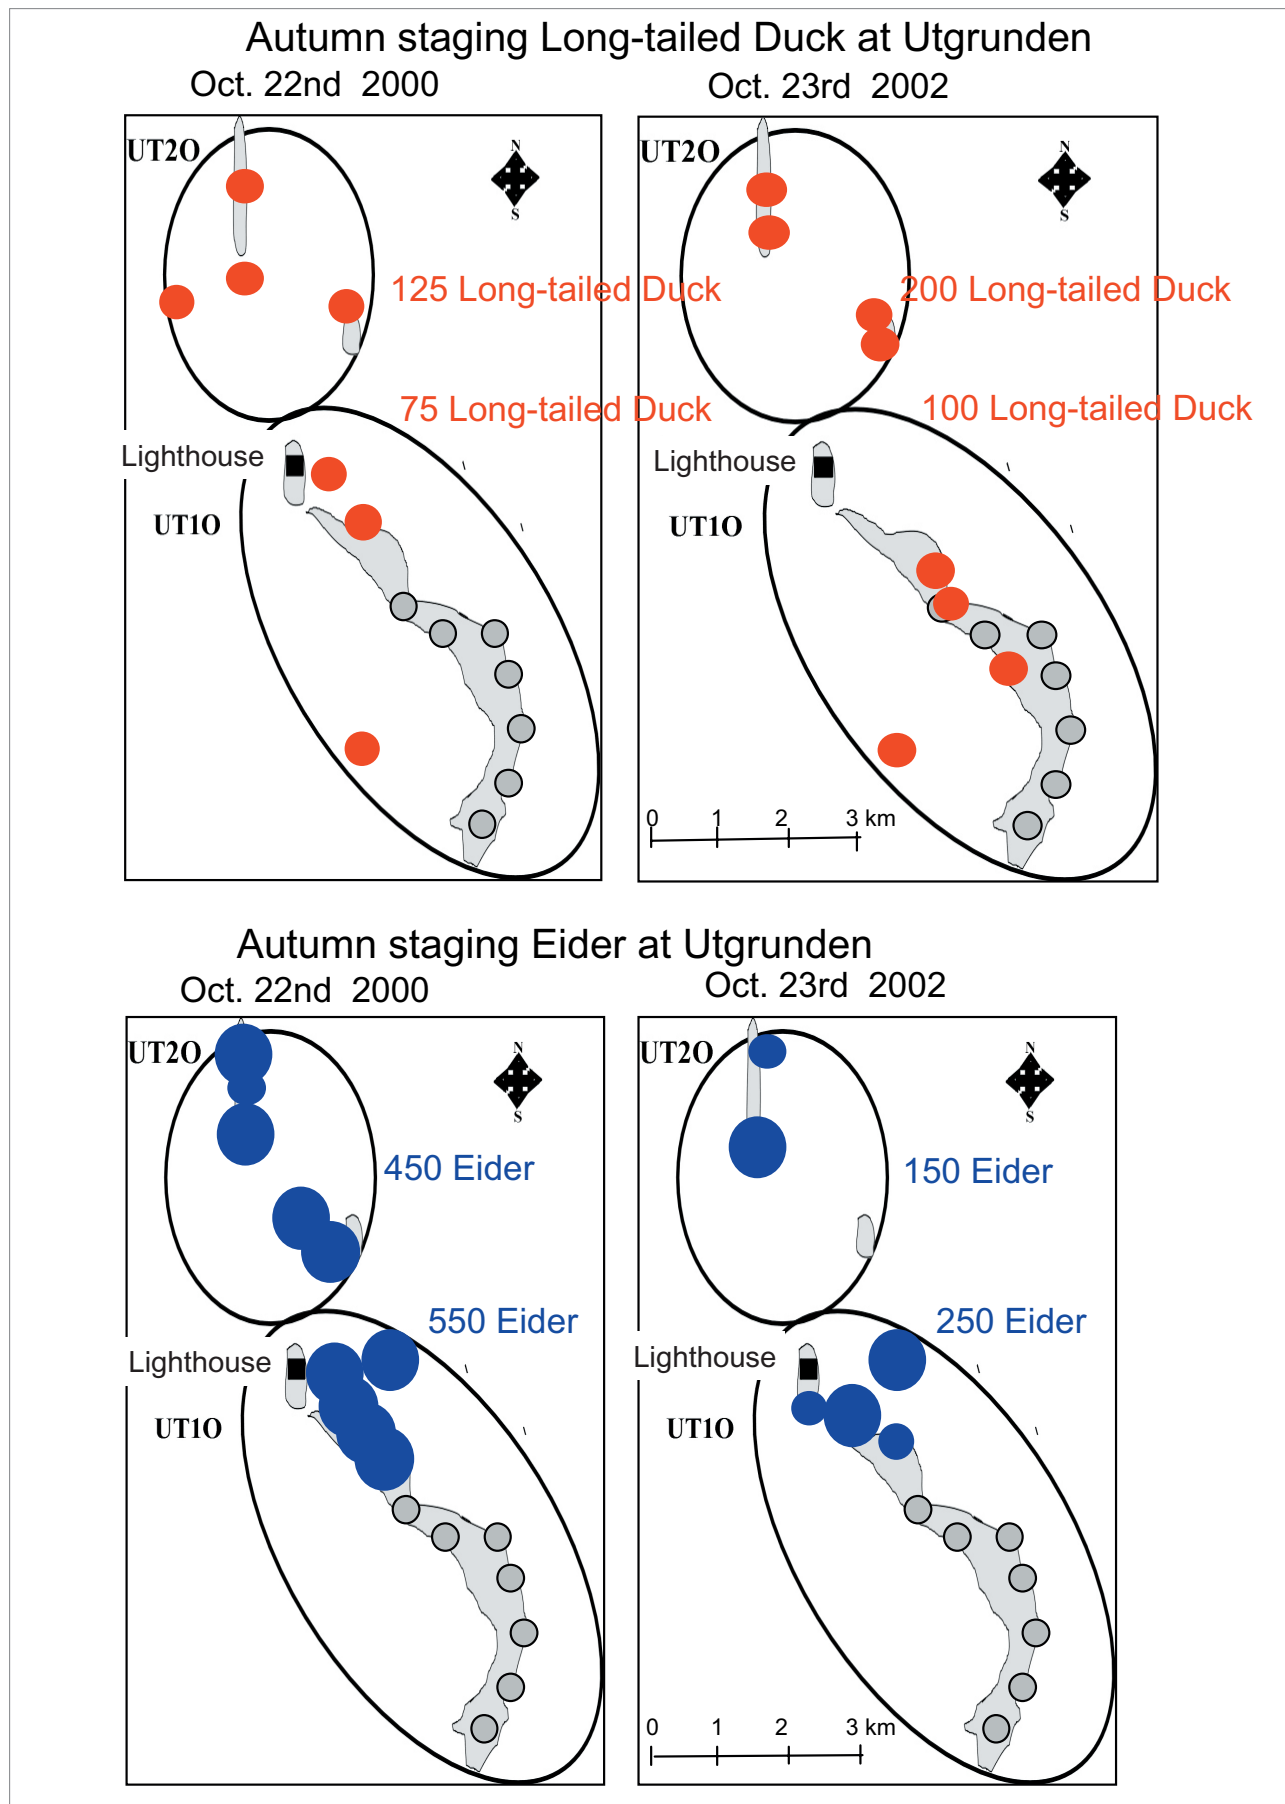 Autumn staging Long-tailed Duck at Utgrunden
Oct. 22nd 2000
Oct. 23rd 2002
UT2O
N
S
125 Long-tailed Duck
75 Long-tailed Duck
Lighthouse
UT1O
UT2O
N
S
200 Long-tailed Duck
100 Long-tailed Duck
Lighthouse
UT1O
0 1 2 3 km
Autumn staging Eider at Utgrunden
Oct. 22nd 2000
Oct. 23rd 2002
UT2O
N
S
450 Eider
550 Eider
Lighthouse
UT1O
UT2O
N
S
150 Eider
250 Eider
Lighthouse
UT1O
0 1 2 3 km